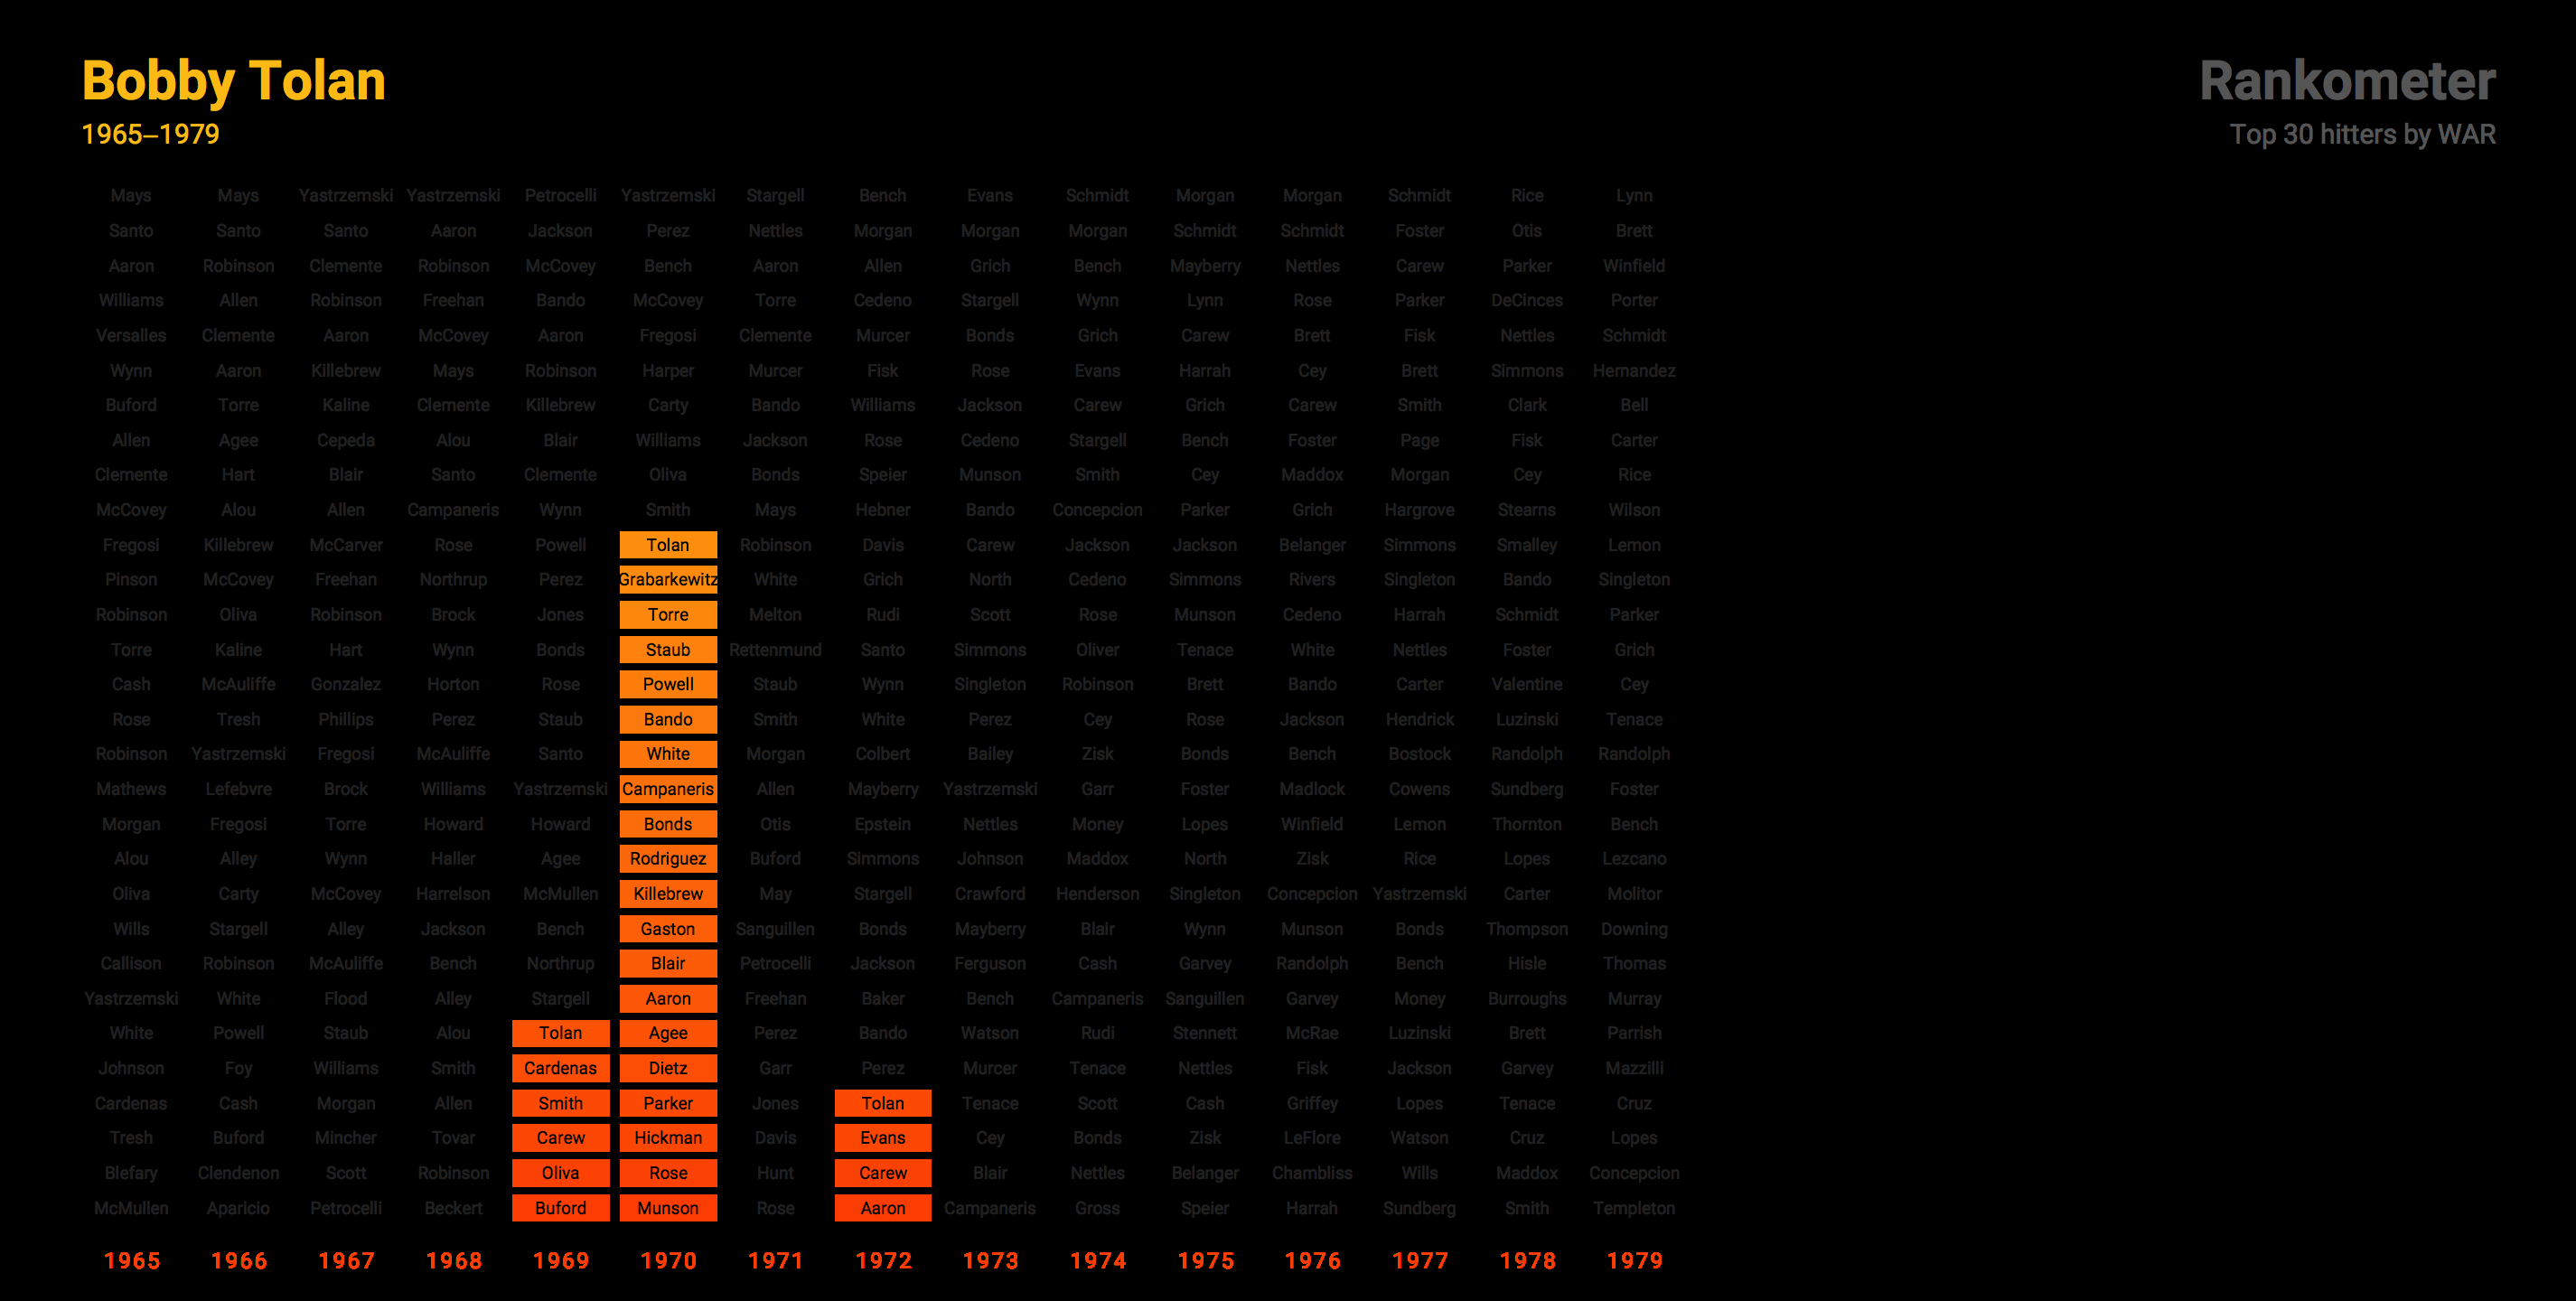 Bobby Tolan Rankometer
1965–1979 Top 30 hitters by WAR
Mays Mays Yastrzemski Yastrzemski Petrocelli Yastrzemski Stargell Bench Evans Schmidt Morgan Morgan Schmidt Rice Lynn
Santo Santo Santo Aaron Jackson Perez Nettles Morgan Morgan Morgan Schmidt Schmidt Foster Otis Brett
Aaron Robinson Clemente Robinson McCovey Bench Aaron Allen Grich Bench Mayberry Nettles Carew Parker Winfield
Williams Allen Robinson Freehan Bando McCovey Torre Cedeno Stargell Wynn Lynn Rose Parker DeCinces Porter
Versalles Clemente Aaron McCovey Aaron Fregosi Clemente Murcer Bonds Grich Carew Brett Fisk Nettles Schmidt
Wynn Aaron Killebrew Mays Robinson Harper Murcer Fisk Rose Evans Harrah Cey Brett Simmons Hernandez
Buford Torre Kaline Clemente Killebrew Carty Bando Williams Jackson Carew Grich Carew Smith Clark Bell
Allen Agee Cepeda Alou Blair Williams Jackson Rose Cedeno Stargell Bench Foster Page Fisk Carter
Clemente Hart Blair Santo Clemente Oliva Bonds Speier Munson Smith Cey Maddox Morgan Cey Rice
McCovey Alou Allen Campaneris Wynn Smith Mays Hebner Bando Concepcion Parker Grich Hargrove Stearns Wilson
Fregosi Killebrew McCarver Rose Powell Tolan Robinson Davis Carew Jackson Jackson Belanger Simmons Smalley Lemon
Pinson McCovey Freehan Northrup Perez Grabarkewitz White Grich North Cedeno Simmons Rivers Singleton Bando Singleton
Robinson Oliva Robinson Brock Jones Torre Melton Rudi Scott Rose Munson Cedeno Harrah Schmidt Parker
Torre Kaline Hart Wynn Bonds Staub Rettenmund Santo Simmons Oliver Tenace White Nettles Foster Grich
Cash McAuliffe Gonzalez Horton Rose Powell Staub Wynn Singleton Robinson Brett Bando Carter Valentine Cey
Rose Tresh Phillips Perez Staub Bando Smith White Perez Cey Rose Jackson Hendrick Luzinski Tenace
Robinson Yastrzemski Fregosi McAuliffe Santo White Morgan Colbert Bailey Zisk Bonds Bench Bostock Randolph Randolph
Mathews Lefebvre Brock Williams Yastrzemski Campaneris Allen Mayberry Yastrzemski Garr Foster Madlock Cowens Sundberg Foster
Morgan Fregosi Torre Howard Howard Bonds Otis Epstein Nettles Money Lopes Winfield Lemon Thornton Bench
Alou Alley Wynn Haller Agee Rodriguez Buford Simmons Johnson Maddox North Zisk Rice Lopes Lezcano
Oliva Carty McCovey Harrelson McMullen Killebrew May Stargell Crawford Henderson Singleton Concepcion Yastrzemski Carter Molitor
Wills Stargell Alley Jackson Bench Gaston Sanguillen Bonds Mayberry Blair Wynn Munson Bonds Thompson Downing
Callison Robinson McAuliffe Bench Northrup Blair Petrocelli Jackson Ferguson Cash Garvey Randolph Bench Hisle Thomas
Yastrzemski White Flood Alley Stargell Aaron Freehan Baker Bench Campaneris Sanguillen Garvey Money Burroughs Murray
White Powell Staub Alou Tolan Agee Perez Bando Watson Rudi Stennett McRae Luzinski Brett Parrish
Johnson Foy Williams Smith Cardenas Dietz Garr Perez Murcer Tenace Nettles Fisk Jackson Garvey Mazzilli
Cardenas Cash Morgan Allen Smith Parker Jones Tolan Tenace Scott Cash Griffey Lopes Tenace Cruz
Tresh Buford Mincher Tovar Carew Hickman Davis Evans Cey Bonds Zisk LeFlore Watson Cruz Lopes
Blefary Clendenon Scott Robinson Oliva Rose Hunt Carew Blair Nettles Belanger Chambliss Wills Maddox Concepcion
McMullen Aparicio Petrocelli Beckert Buford Munson Rose Aaron Campaneris Gross Speier Harrah Sundberg Smith Templeton
1965 1966 1967 1968 1969 1970 1971 1972 1973 1974 1975 1976 1977 1978 1979